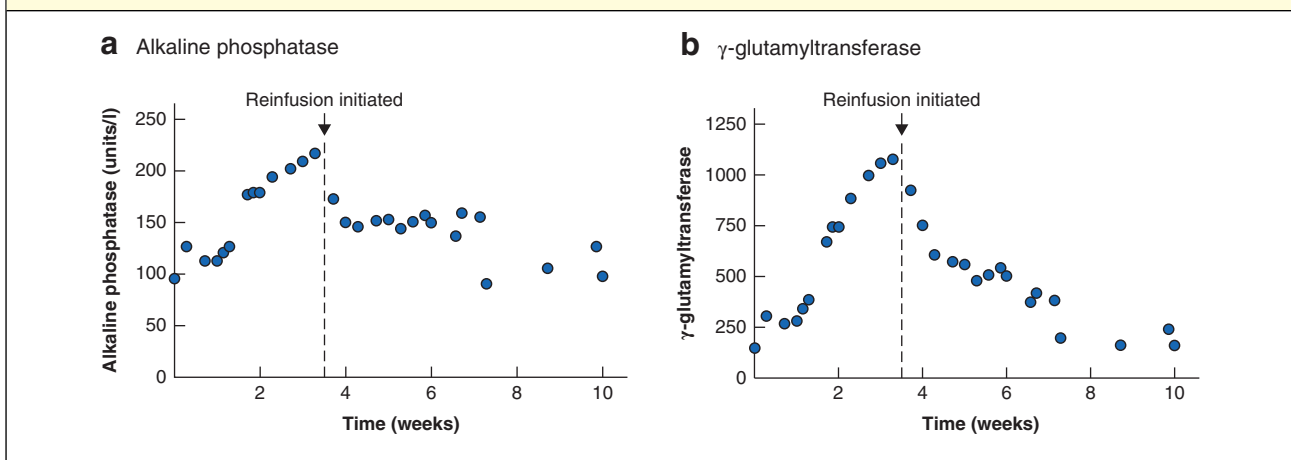 a Alkaline phosphatase
Reinfusion initiated
Alkaline phosphatase (units/l)
250
200
150
100
50
0
2
4
6
8
10
Time (weeks)
b γ-glutamyltransferase
Reinfusion initiated
γ-glutamyltransferase
1250
1000
750
500
250
0
2
4
6
8
10
Time (weeks)